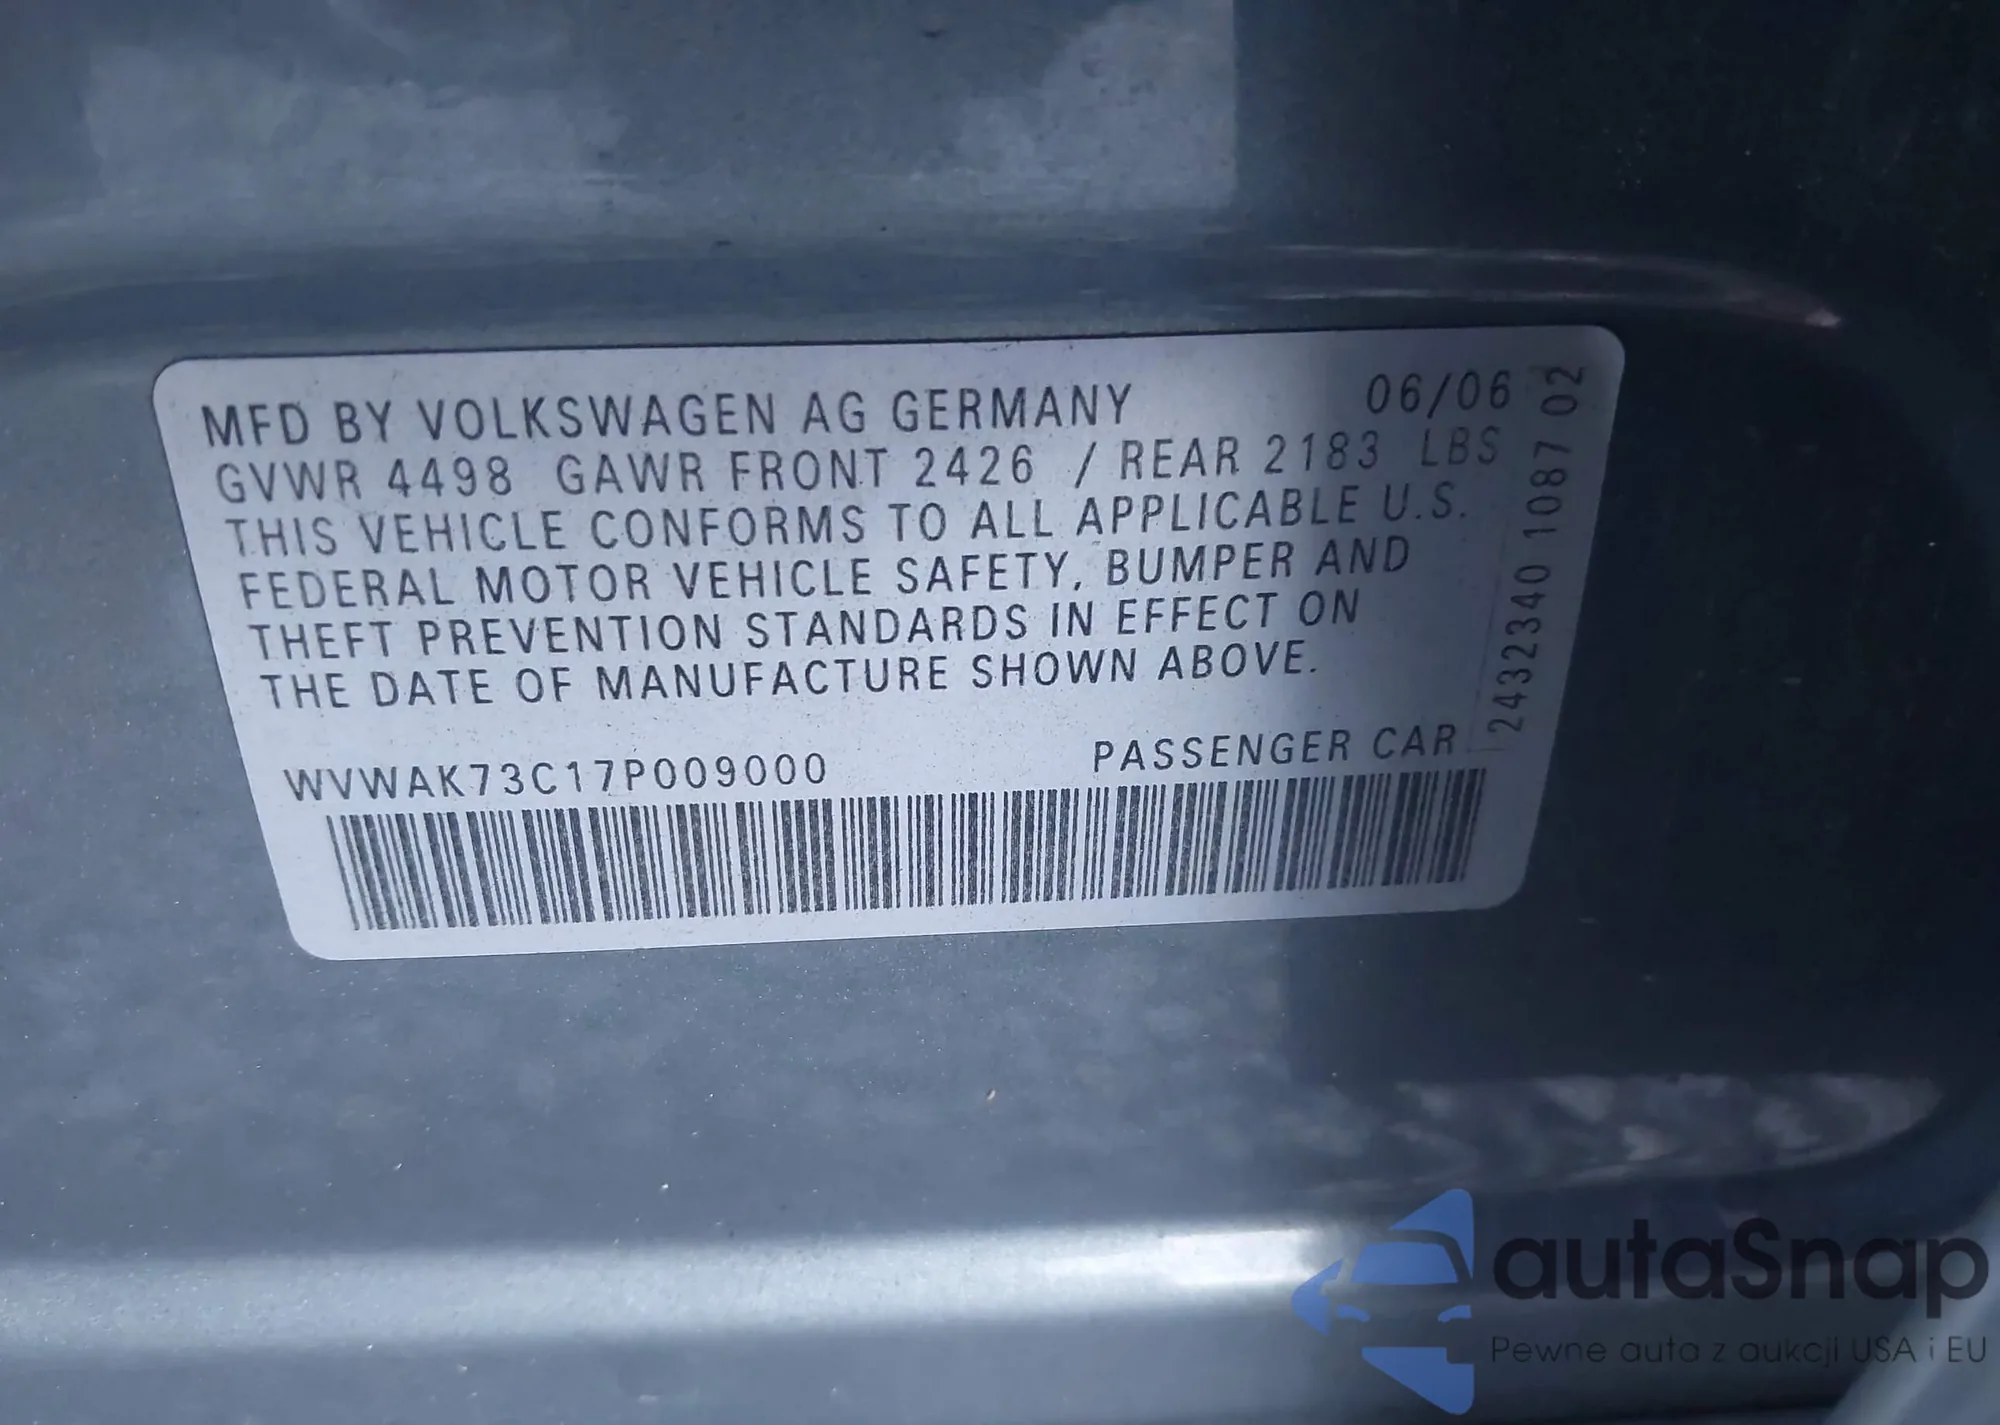 MFD BY VOLKSWAGEN AG GERMANY 06/06
GVWR 4498 GAWR FRONT 2426 / REAR 2183 LBS
THIS VEHICLE CONFORMS TO ALL APPLICABLE U.S.
FEDERAL MOTOR VEHICLE SAFETY, BUMPER AND
THEFT PREVENTION STANDARDS IN EFFECT ON
THE DATE OF MANUFACTURE SHOWN ABOVE.
WVWAK73C17P009000 PASSENGER CAR
2432340 1087 02
autaSnap
Pewne auta z aukcji USA i EU